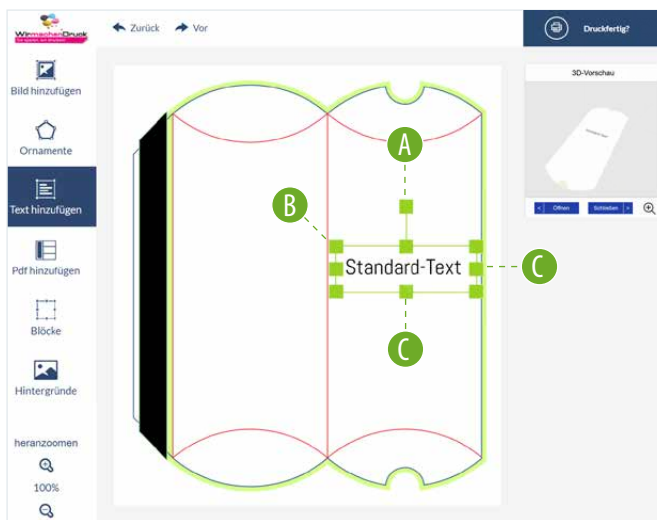 WirmachenDruck
Zurück
Vor
Druckfertig?
Bild hinzufügen
Ornamente
Text hinzufügen
Pdf hinzufügen
Blöcke
Hintergründe
heranzoomen
100%
3D-Vorschau
Öffnen
Schließen
A
B
Standard-Text
C
C